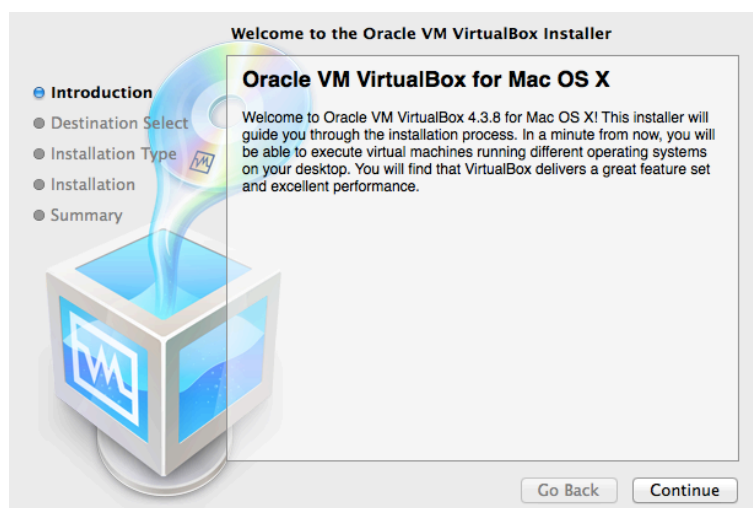 Welcome to the Oracle VM VirtualBox Installer
Introduction
Destination Select
Installation Type
Installation
Summary
Oracle VM VirtualBox for Mac OS X
Welcome to Oracle VM VirtualBox 4.3.8 for Mac OS X! This installer will
guide you through the installation process. In a minute from now, you will
be able to execute virtual machines running different operating systems
on your desktop. You will find that VirtualBox delivers a great feature set
and excellent performance.
Go Back
Continue